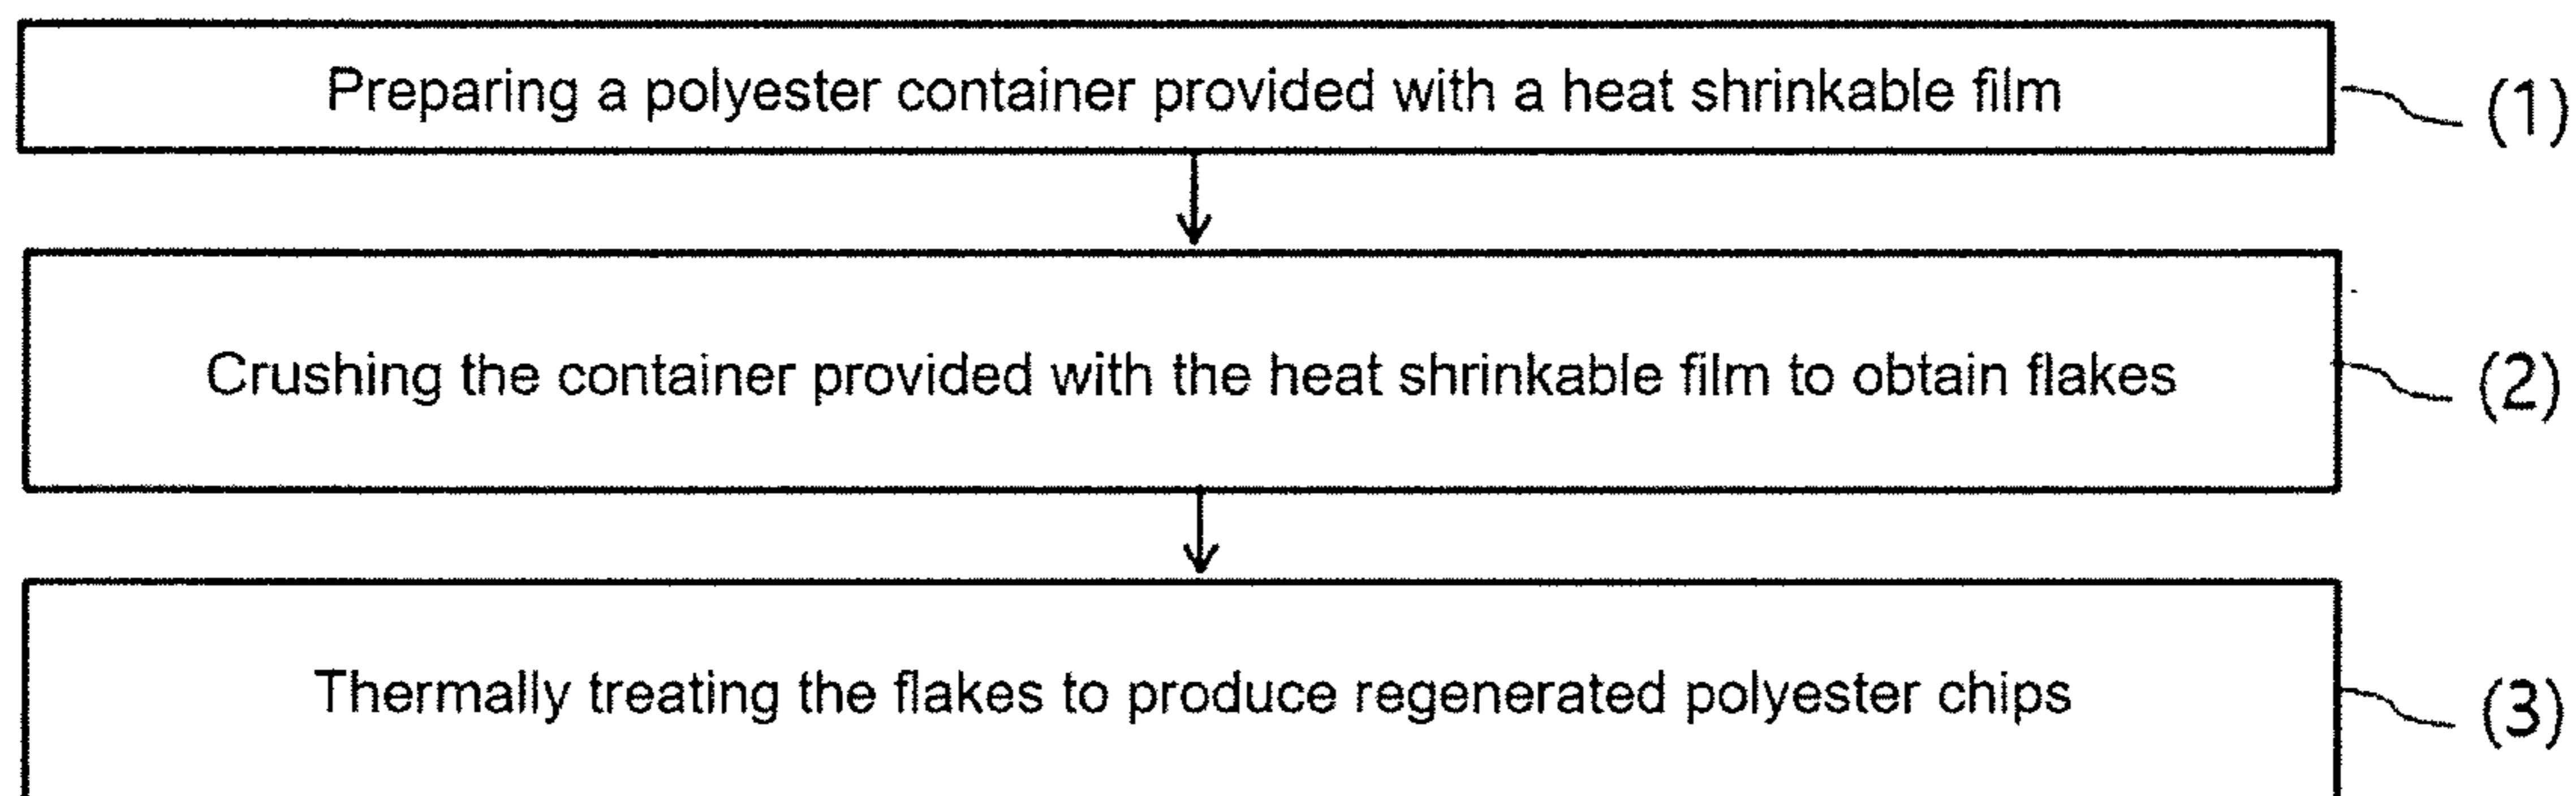 Preparing a polyester container provided with a heat shrinkable film (1)
Crushing the container provided with the heat shrinkable film to obtain flakes (2)
Thermally treating the flakes to produce regenerated polyester chips (3)